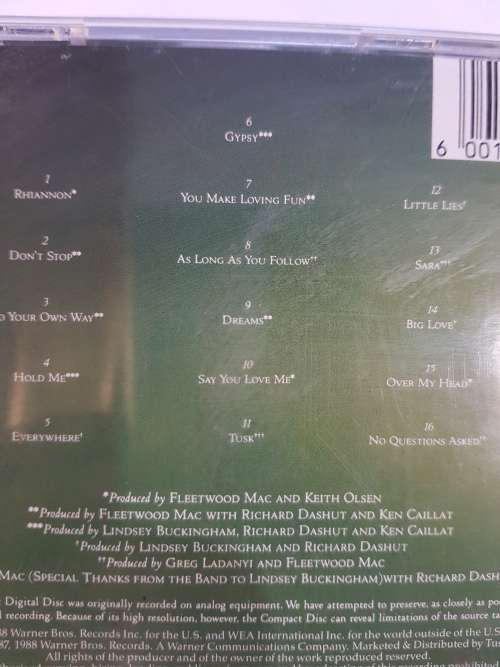 6
GYPSY***
6 001
1
RHIANNON*
7
YOU MAKE LOVING FUN**
12
LITTLE LIES†
2
DON'T STOP**
8
AS LONG AS YOU FOLLOW††
13
SARA†††
3
YOUR OWN WAY**
9
DREAMS**
14
BIG LOVE†
4
HOLD ME***
10
SAY YOU LOVE ME*
15
OVER MY HEAD*
5
EVERYWHERE†
11
TUSK†††
16
NO QUESTIONS ASKED††
*Produced by FLEETWOOD MAC AND KEITH OLSEN
**Produced by FLEETWOOD MAC WITH RICHARD DASHUT AND KEN CAILLAT
***Produced by LINDSEY BUCKINGHAM, RICHARD DASHUT AND KEN CAILLAT
†Produced by LINDSEY BUCKINGHAM AND RICHARD DASHUT
††Produced by GREG LADANYI AND FLEETWOOD MAC
MAC (SPECIAL THANKS FROM THE BAND TO LINDSEY BUCKINGHAM)WITH RICHARD DASH
Digital Disc was originally recorded on analog equipment. We have attempted to preserve, as closely as po
recording. Because of its high resolution, however, the Compact Disc can reveal limitations of the source ta
88 Warner Bros. Records Inc. for the U.S. and WEA International Inc. for the world outside of the U.S.
87, 1988 Warner Bros. Records. A Warner Communications Company. Marketed & Distributed by
All rights of the producer and of the owner of the work reproduced reserved.